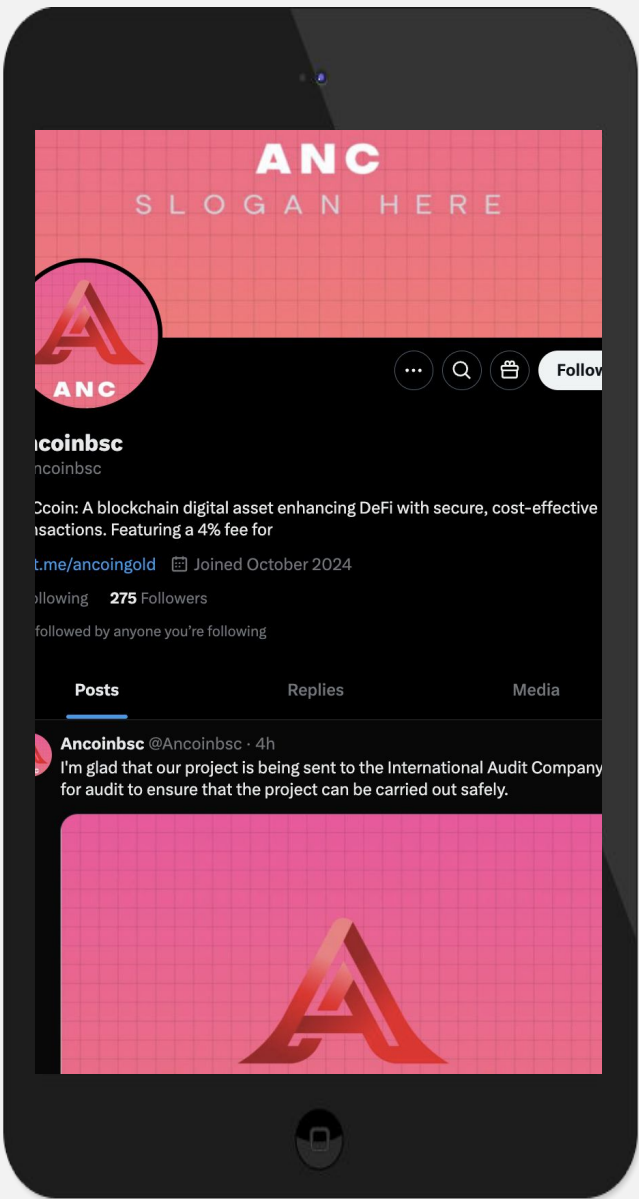 ANC
SLOGAN HERE
ANC
ncoinbsc
ncoinbsc
Ccoin: A blockchain digital asset enhancing DeFi with secure, cost-effective
nsactions. Featuring a 4% fee for
t.me/ancoingold Joined October 2024
ollowing 275 Followers
followed by anyone you're following
Posts Replies Media
Ancoinbsc @Ancoinbsc · 4h
I'm glad that our project is being sent to the International Audit Company
for audit to ensure that the project can be carried out safely.
Follow